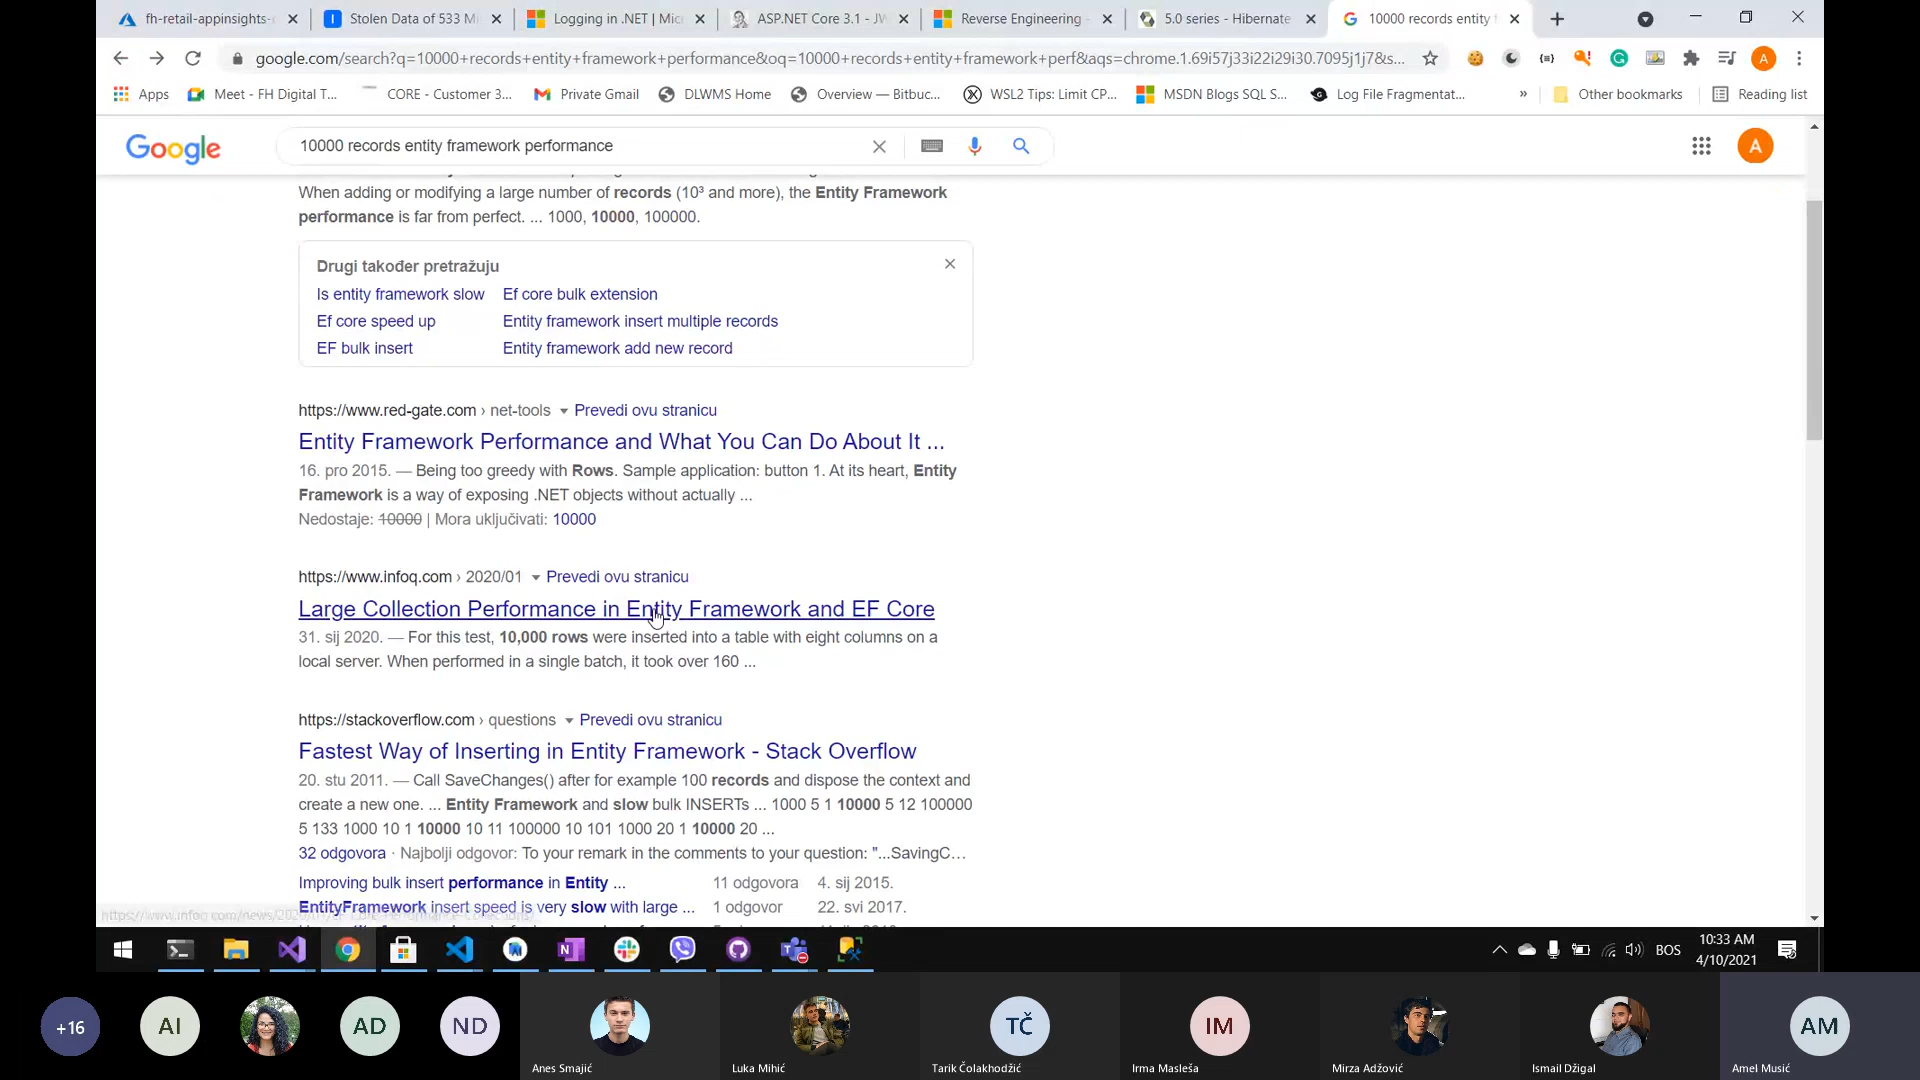 fh-retail-appinsights-
Stolen Data of 533 Mi
Logging in .NET | Mic
ASP.NET Core 3.1 - JW
Reverse Engineering -
5.0 series - Hibernate
10000 records entity f
google.com/search?q=10000+records+entity+framework+performance&oq=10000+records+entity+framework+perf&aqs=chrome.1.69i57j33i22i29i30.7095j1j7&s...
Apps
Meet - FH Digital T...
CORE - Customer 3...
Private Gmail
DLWMS Home
Overview — Bitbuc...
WSL2 Tips: Limit CP...
MSDN Blogs SQL S...
Log File Fragmentat...
»
Other bookmarks
Reading list
Google
10000 records entity framework performance
A
When adding or modifying a large number of records (10³ and more), the Entity Framework
performance is far from perfect. ... 1000, 10000, 100000.
Drugi također pretražuju
Is entity framework slow
Ef core bulk extension
Ef core speed up
Entity framework insert multiple records
EF bulk insert
Entity framework add new record
https://www.red-gate.com › net-tools
Prevedi ovu stranicu
Entity Framework Performance and What You Can Do About It ...
16. pro 2015. — Being too greedy with Rows. Sample application: button 1. At its heart, Entity
Framework is a way of exposing .NET objects without actually ...
Nedostaje: 10000 | Mora uključivati: 10000
https://www.infoq.com › 2020/01
Prevedi ovu stranicu
Large Collection Performance in Entity Framework and EF Core
31. sij 2020. — For this test, 10,000 rows were inserted into a table with eight columns on a
local server. When performed in a single batch, it took over 160 ...
https://stackoverflow.com › questions
Prevedi ovu stranicu
Fastest Way of Inserting in Entity Framework - Stack Overflow
20. stu 2011. — Call SaveChanges() after for example 100 records and dispose the context and
create a new one. ... Entity Framework and slow bulk INSERTs ... 1000 5 1 10000 5 12 100000
5 133 1000 10 1 10000 10 11 100000 10 101 1000 20 1 10000 20 ...
32 odgovora · Najbolji odgovor: To your remark in the comments to your question: "...SavingC...
Improving bulk insert performance in Entity ...
11 odgovora
4. sij 2015.
EntityFramework insert speed is very slow with large ...
1 odgovor
22. svi 2017.
BOS
10:33 AM
4/10/2021
+16
AI
AD
ND
TČ
IM
AM
Anes Smajić
Luka Mihić
Tarik Čolakhodžić
Irma Masleša
Mirza Adžović
Ismail Džigal
Amel Musić